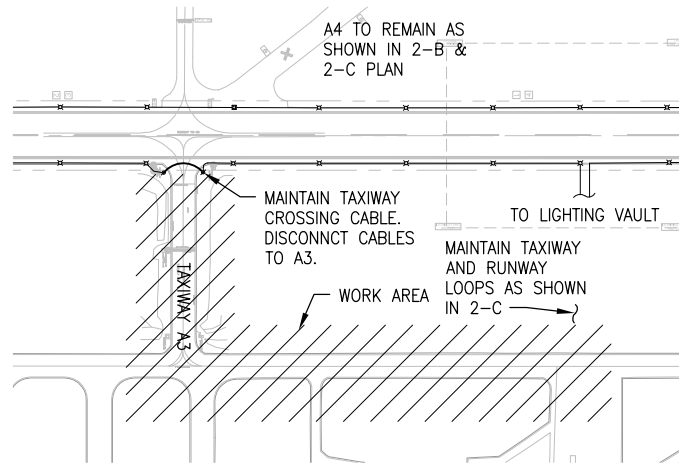 A4 TO REMAIN AS
SHOWN IN 2-B &
2-C PLAN
MAINTAIN TAXIWAY
CROSSING CABLE.
DISCONNCT CABLES
TO A3.
TO LIGHTING VAULT
MAINTAIN TAXIWAY
AND RUNWAY
LOOPS AS SHOWN
IN 2-C
WORK AREA
TAXIWAY A3